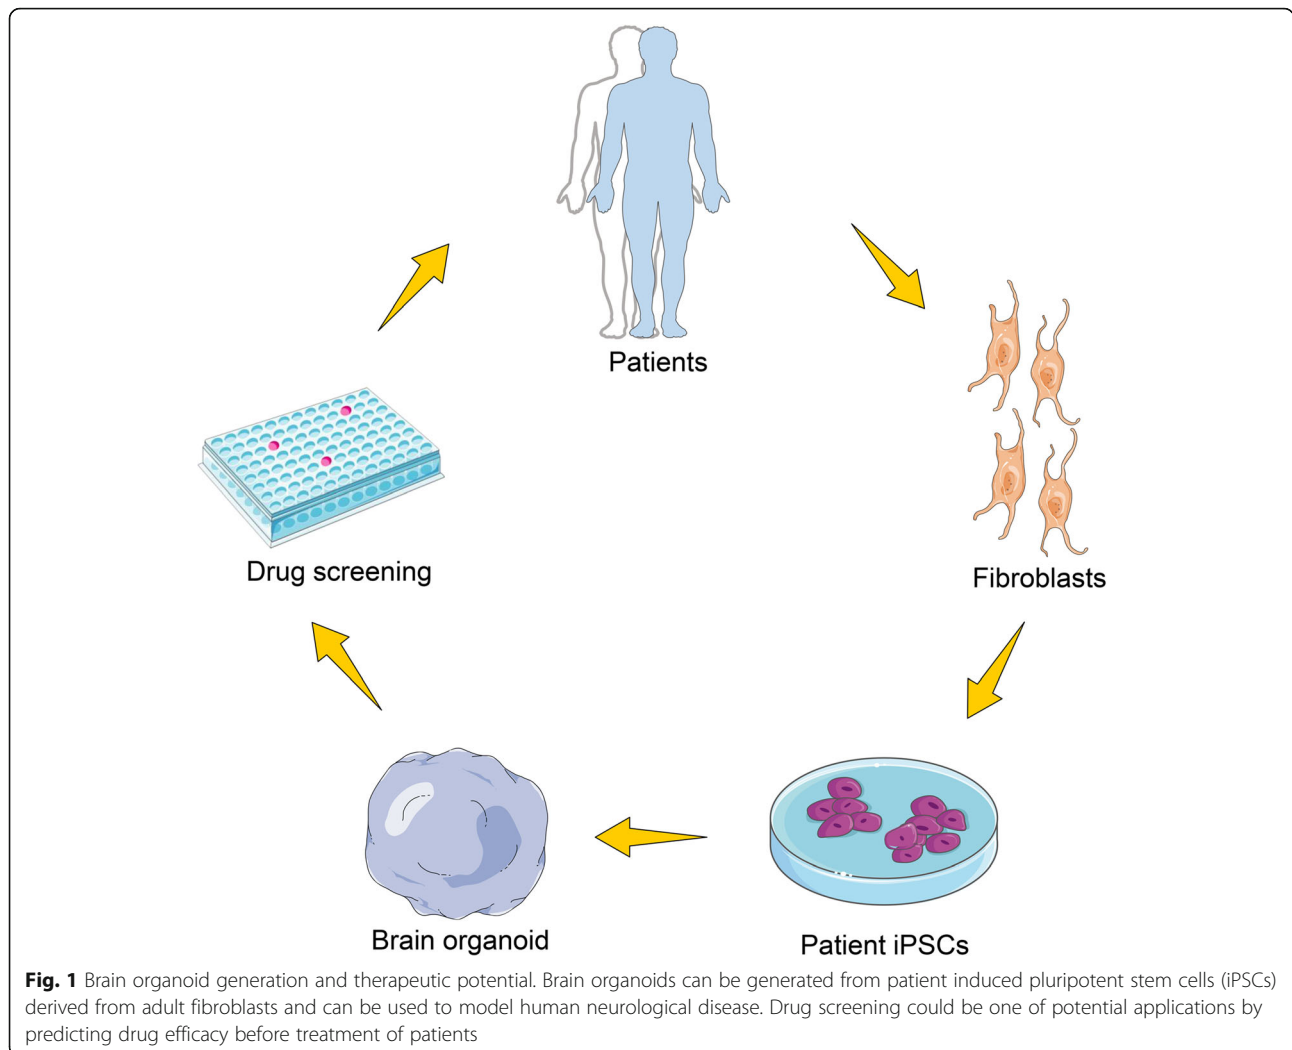 Patients
Drug screening
Fibroblasts
Brain organoid
Patient iPSCs
Fig. 1 Brain organoid generation and therapeutic potential. Brain organoids can be generated from patient induced pluripotent stem cells (iPSCs)
derived from adult fibroblasts and can be used to model human neurological disease. Drug screening could be one of potential applications by
predicting drug efficacy before treatment of patients